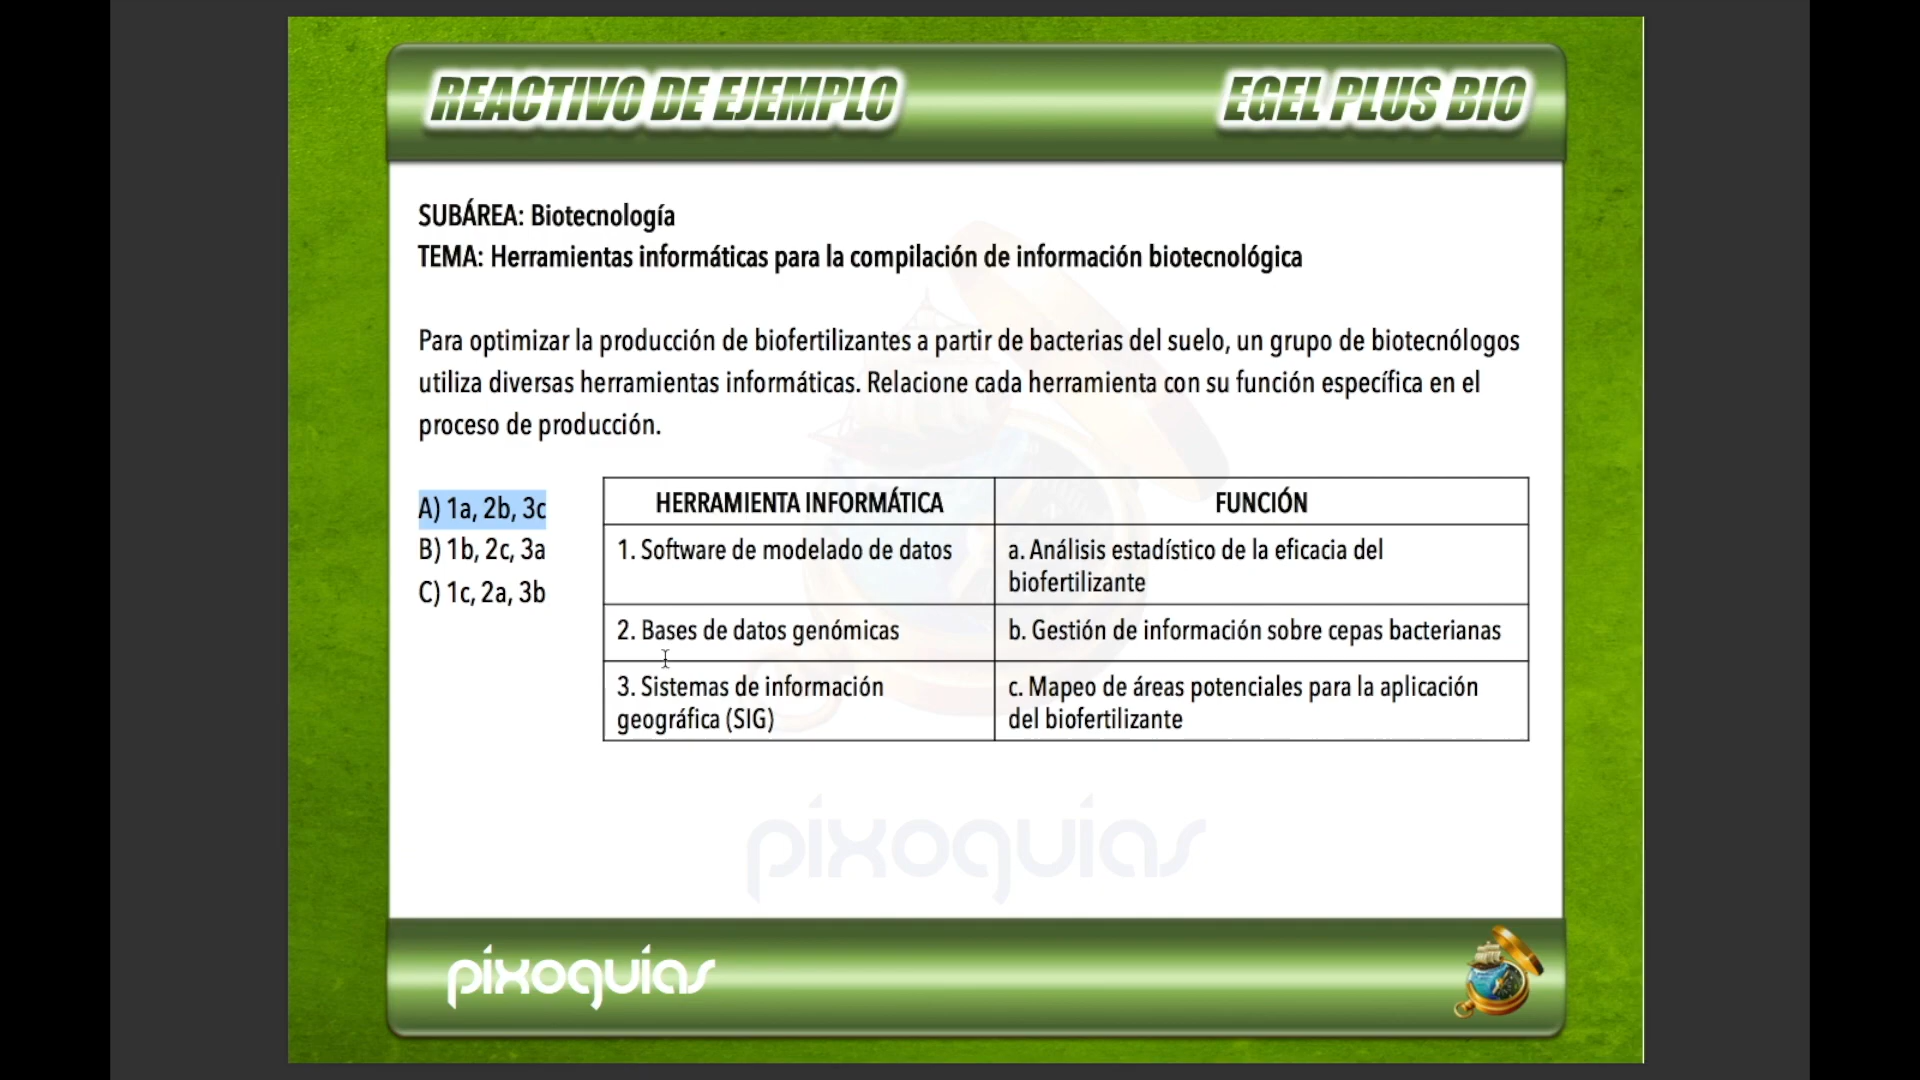 REACTIVO DE EJEMPLO
EGEL PLUS BIO
SUBÁREA: Biotecnología
TEMA: Herramientas informáticas para la compilación de información biotecnológica
Para optimizar la producción de biofertilizantes a partir de bacterias del suelo, un grupo de biotecnólogos
utiliza diversas herramientas informáticas. Relacione cada herramienta con su función específica en el
proceso de producción.
A) 1a, 2b, 3c
B) 1b, 2c, 3a
C) 1c, 2a, 3b
HERRAMIENTA INFORMÁTICA
FUNCIÓN
1. Software de modelado de datos
a. Análisis estadístico de la eficacia del
biofertilizante
2. Bases de datos genómicas
b. Gestión de información sobre cepas bacterianas
3. Sistemas de información
geográfica (SIG)
c. Mapeo de áreas potenciales para la aplicación
del biofertilizante
pixoguías
pixoguías